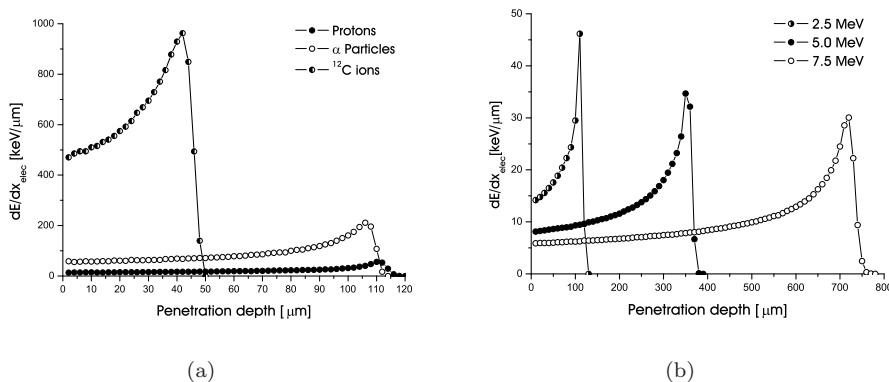 1000
800
600
400
200
0
dE/dx_elec [keV/μm]
Protons
α Particles
¹²C ions
0 10 20 30 40 50 60 70 80 90 100 110 120
Penetration depth [ μm]
(a)
50
40
30
20
10
0
dE/dx_elec [keV/μm]
2.5 MeV
5.0 MeV
7.5 MeV
0 100 200 300 400 500 600 700 800
Penetration depth [ μm]
(b)